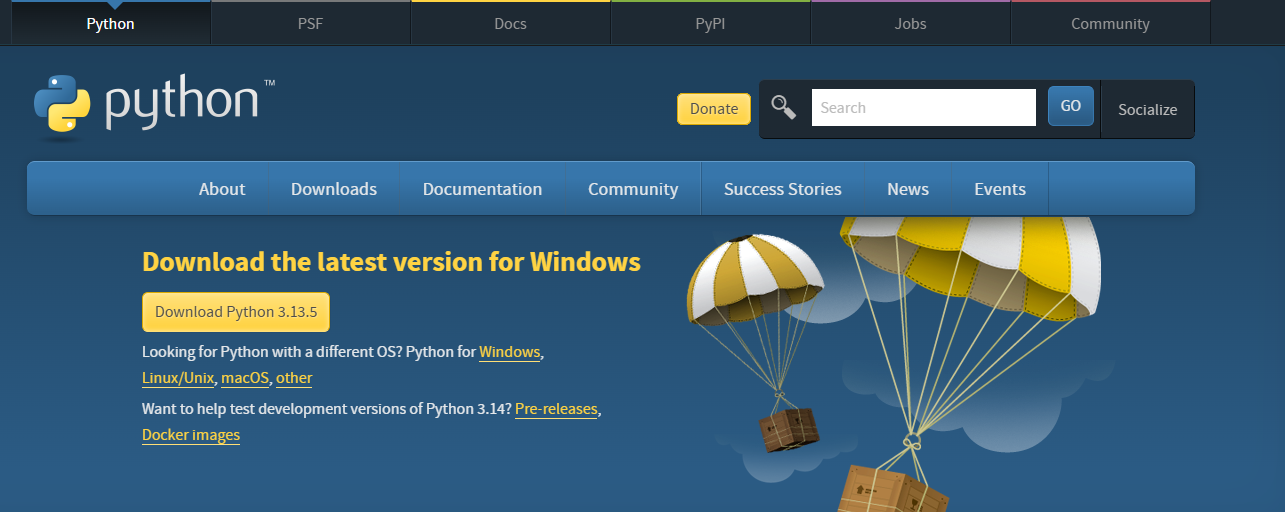 Python PSF Docs PyPI Jobs Community
python™
Donate Search GO Socialize
About Downloads Documentation Community Success Stories News Events
Download the latest version for Windows
Download Python 3.13.5
Looking for Python with a different OS? Python for Windows,
Linux/Unix, macOS, other
Want to help test development versions of Python 3.14? Pre-releases,
Docker images